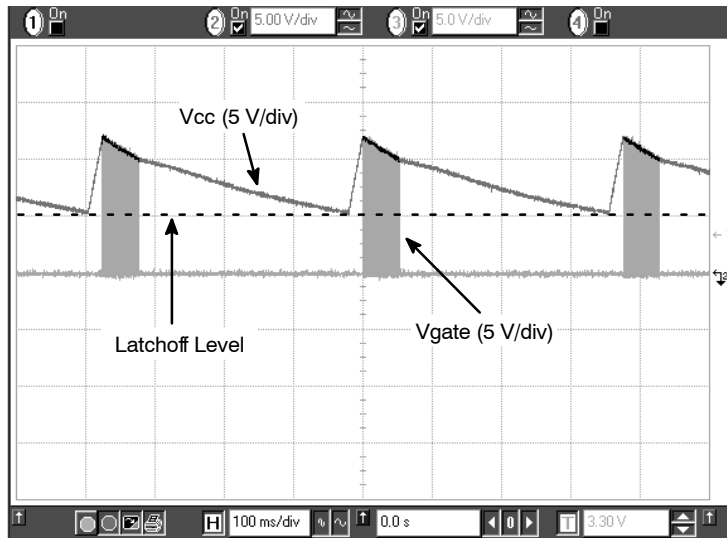 1 On 2 On 5.00 V/div 3 On 5.0 V/div 4 On
Vcc (5 V/div)
Latchoff Level
Vgate (5 V/div)
H 100 ms/div 0.0 s 0 T 3.30 V